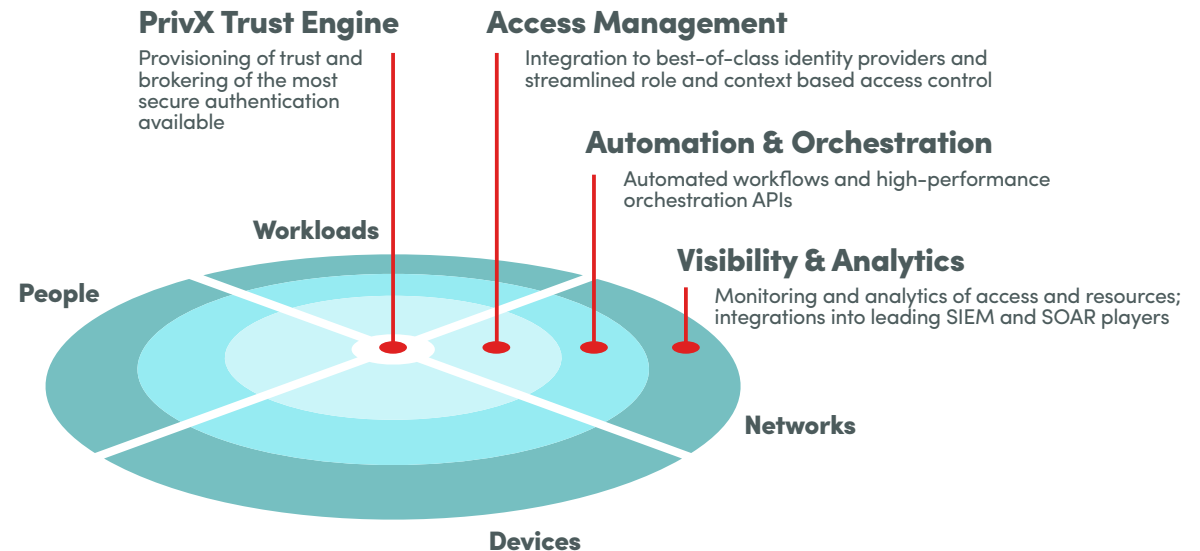 PrivX Trust Engine
Provisioning of trust and
brokering of the most
secure authentication
available
Access Management
Integration to best-of-class identity providers and
streamlined role and context based access control
Automation & Orchestration
Automated workflows and high-performance
orchestration APIs
Visibility & Analytics
Monitoring and analytics of access and resources;
integrations into leading SIEM and SOAR players
Workloads
People
Networks
Devices